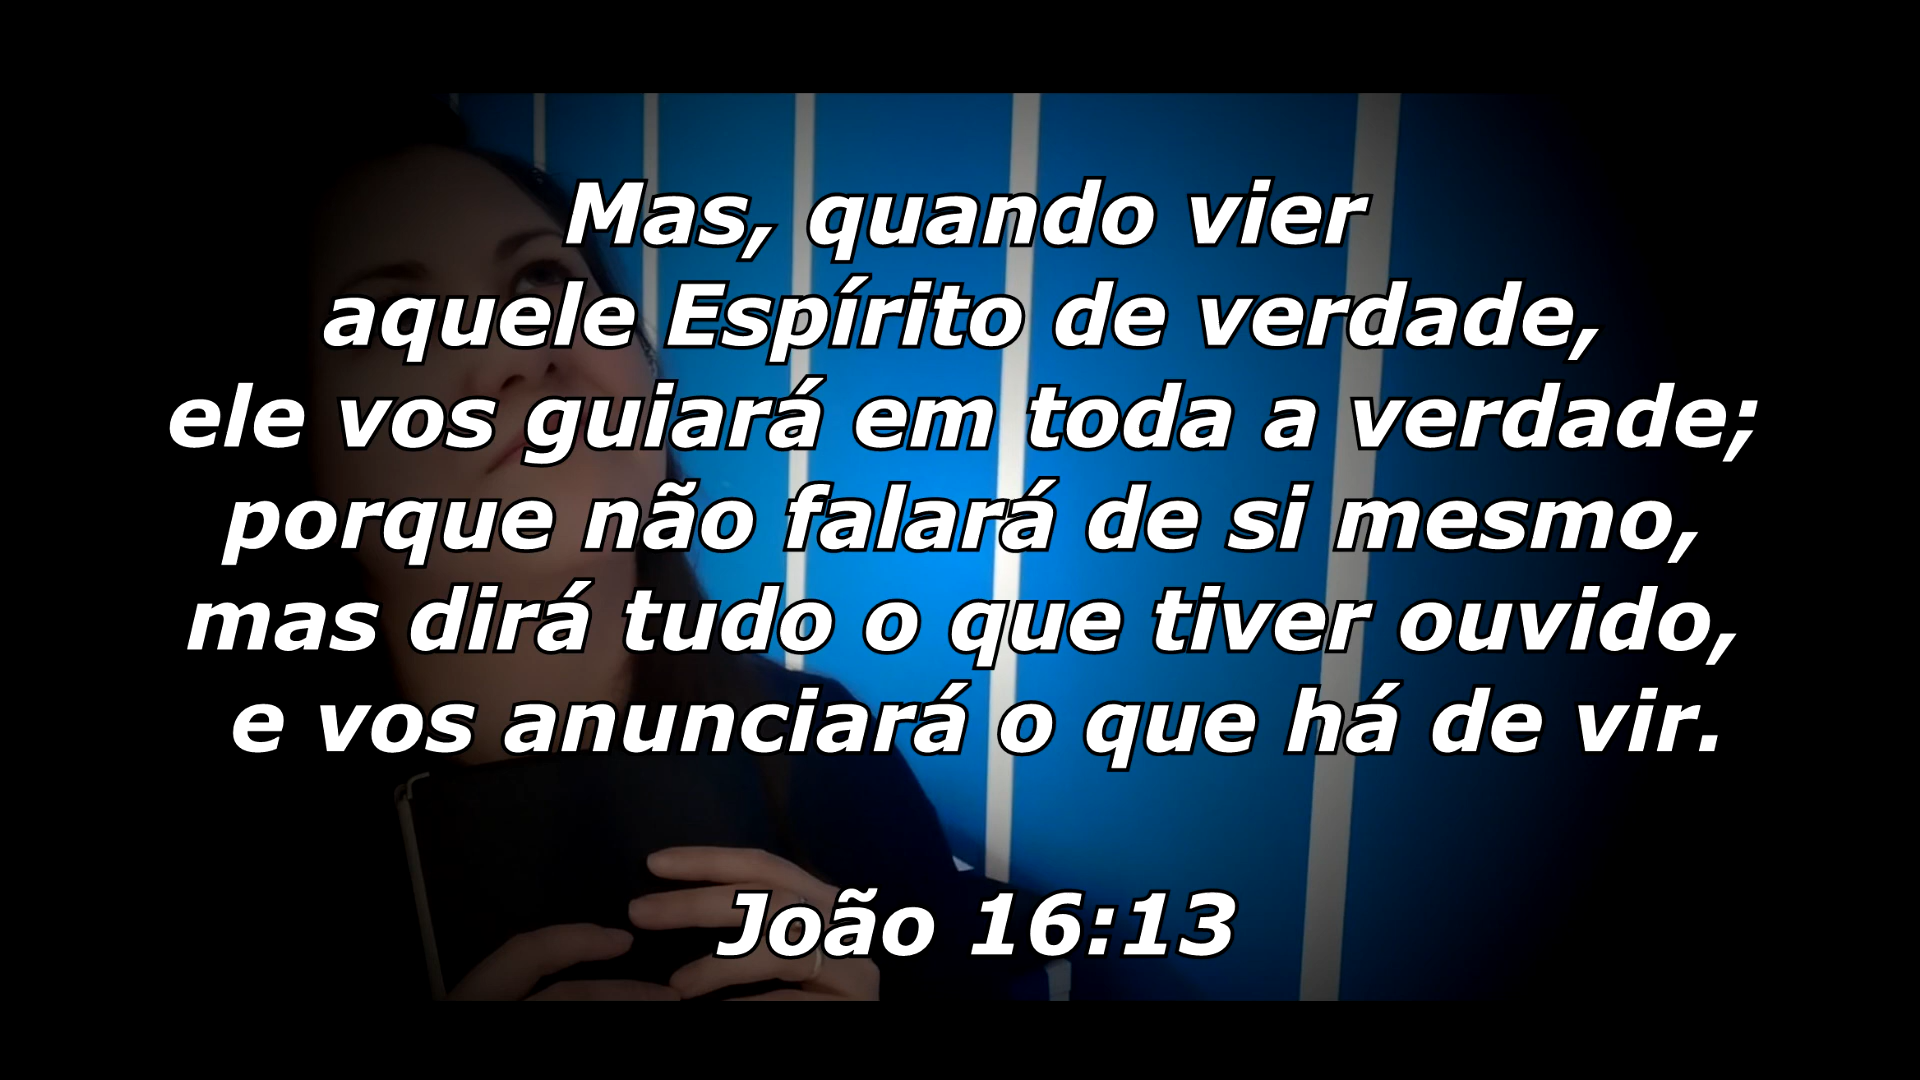 Mas, quando vier
aquele Espírito de verdade,
ele vos guiará em toda a verdade;
porque não falará de si mesmo,
mas dirá tudo o que tiver ouvido,
e vos anunciará o que há de vir.
João 16:13